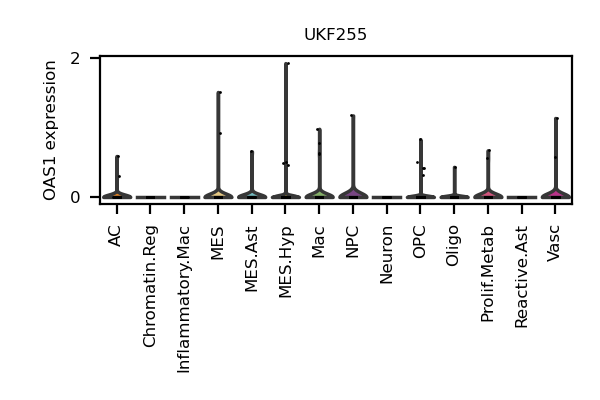 UKF255
OAS1 expression
2
0
AC
Chromatin.Reg
Inflammatory.Mac
MES
MES.Ast
MES.Hyp
Mac
NPC
Neuron
OPC
Oligo
Prolif.Metab
Reactive.Ast
Vasc